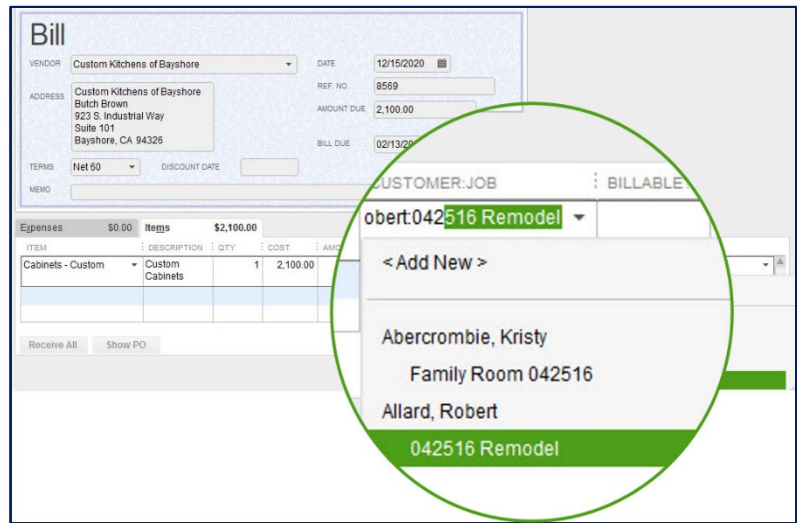 Bill
VENDOR Custom Kitchens of Bayshore DATE 12/15/2020
REF. NO. 8569
ADDRESS Custom Kitchens of Bayshore
Butch Brown
923 S. Industrial Way
Suite 101
Bayshore, CA 94326
AMOUNT DUE 2,100.00
BILL DUE 02/13/20
TERMS Net 60 DISCOUNT DATE
MEMO
Expenses $0.00 Items $2,100.00
ITEM DESCRIPTION QTY COST AMO
Cabinets - Custom Custom Cabinets 1 2,100.00
Receive All Show PO
CUSTOMER:JOB BILLABLE
obert:042516 Remodel
< Add New >
Abercrombie, Kristy
Family Room 042516
Allard, Robert
042516 Remodel